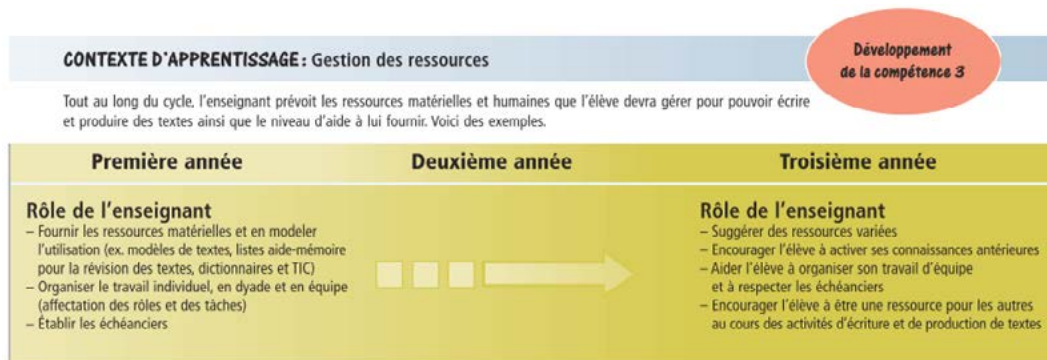 CONTEXTE D'APPRENTISSAGE : Gestion des ressources
Développement
de la compétence 3
Tout au long du cycle, l'enseignant prévoit les ressources matérielles et humaines que l'élève devra gérer pour pouvoir écrire
et produire des textes ainsi que le niveau d'aide à lui fournir. Voici des exemples.
Première année
Deuxième année
Troisième année
Rôle de l'enseignant
– Fournir les ressources matérielles et en modeler
l'utilisation (ex. modèles de textes, listes aide-mémoire
pour la révision des textes, dictionnaires et TIC)
– Organiser le travail individuel, en dyade et en équipe
(affectation des rôles et des tâches)
– Établir les échéanciers
Rôle de l'enseignant
– Suggérer des ressources variées
– Encourager l'élève à activer ses connaissances antérieures
– Aider l'élève à organiser son travail d'équipe
et à respecter les échéanciers
– Encourager l'élève à être une ressource pour les autres
au cours des activités d'écriture et de production de textes